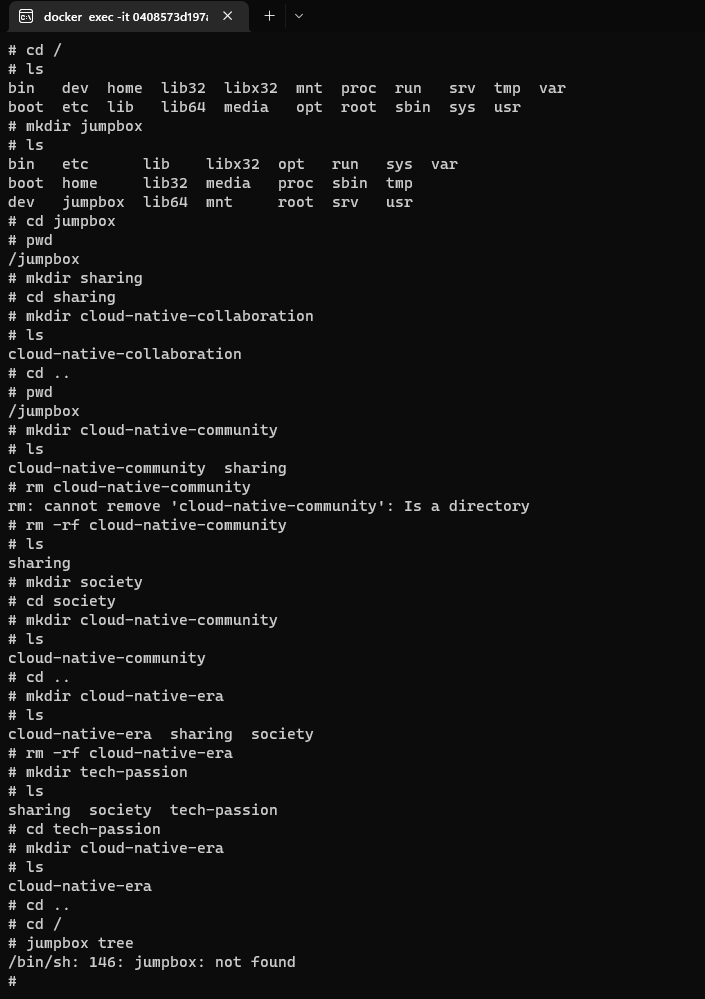 docker exec -it 0408573d197a
# cd /
# ls
bin   dev  home  lib32  libx32  mnt  proc  run   srv  tmp  var
boot  etc  lib   lib64  media   opt  root  sbin  sys  usr
# mkdir jumpbox
# ls
bin   etc      lib    libx32  opt   run   sys  var
boot  home     lib32  media   proc  sbin  tmp
dev   jumpbox  lib64  mnt     root  srv   usr
# cd jumpbox
# pwd
/jumpbox
# mkdir sharing
# cd sharing
# mkdir cloud-native-collaboration
# ls
cloud-native-collaboration
# cd ..
# pwd
/jumpbox
# mkdir cloud-native-community
# ls
cloud-native-community  sharing
# rm cloud-native-community
rm: cannot remove 'cloud-native-community': Is a directory
# rm -rf cloud-native-community
# ls
sharing
# mkdir society
# cd society
# mkdir cloud-native-community
# ls
cloud-native-community
# cd ..
# mkdir cloud-native-era
# ls
cloud-native-era  sharing  society
# rm -rf cloud-native-era
# mkdir tech-passion
# ls
sharing  society  tech-passion
# cd tech-passion
# mkdir cloud-native-era
# ls
cloud-native-era
# cd ..
# cd /
# jumpbox tree
/bin/sh: 146: jumpbox: not found
#